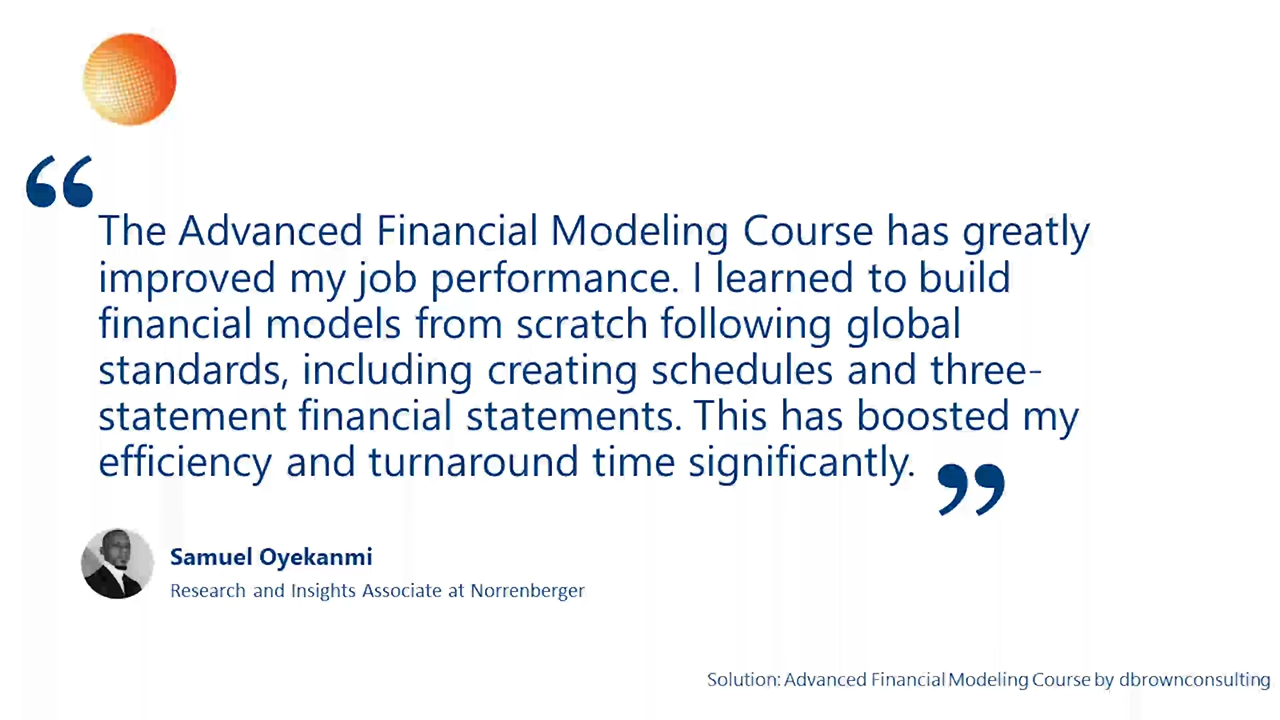 “
The Advanced Financial Modeling Course has greatly
improved my job performance. I learned to build
financial models from scratch following global
standards, including creating schedules and three-
statement financial statements. This has boosted my
efficiency and turnaround time significantly. ”
Samuel Oyekanmi
Research and Insights Associate at Norrenberger
Solution: Advanced Financial Modeling Course by dbrownconsulting